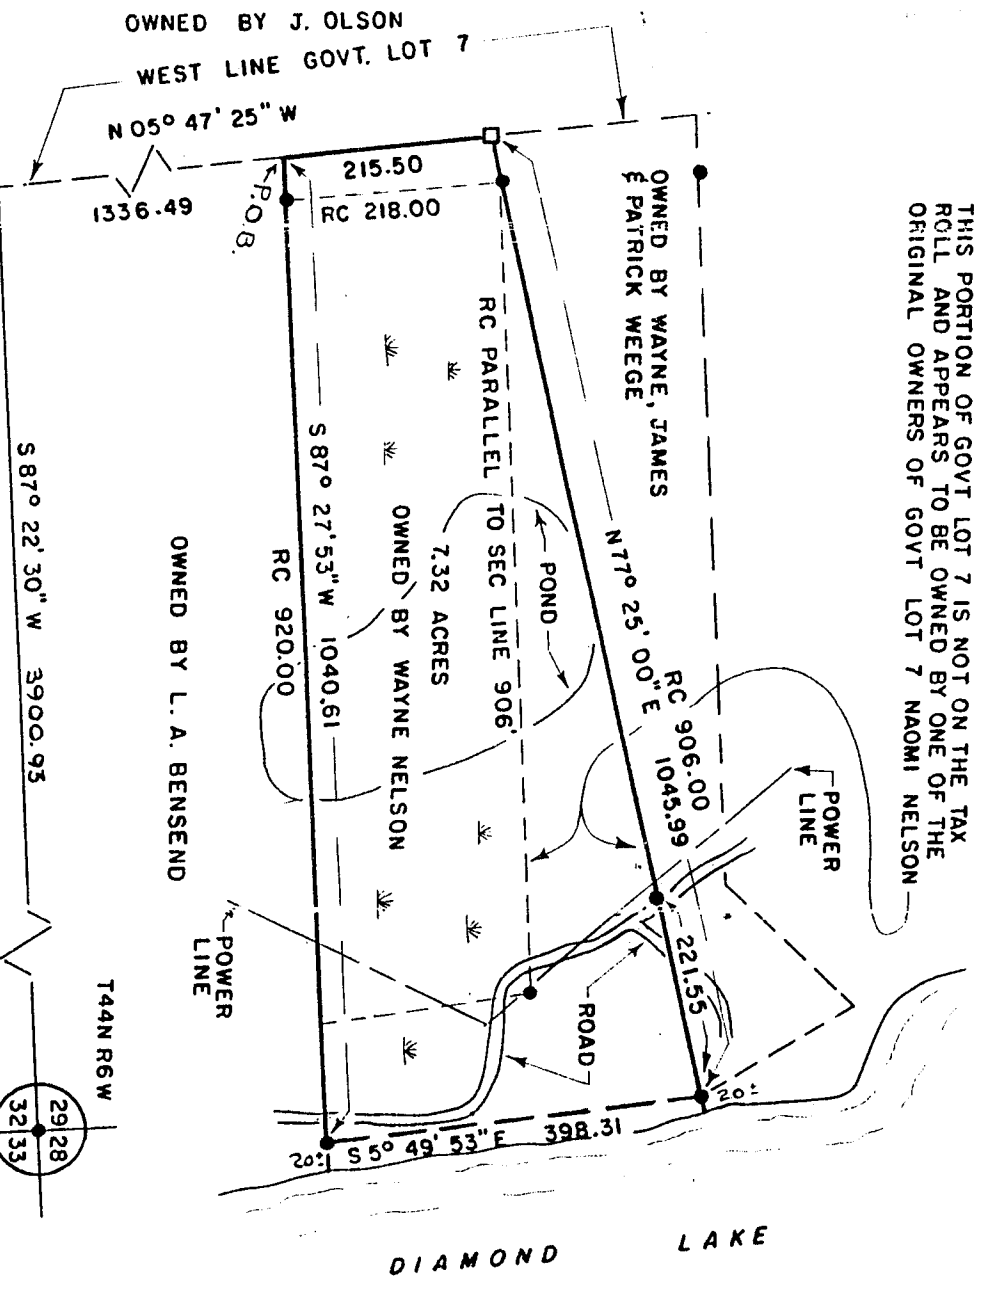 OWNED BY J. OLSON
WEST LINE GOVT. LOT 7
N 05° 47' 25" W
215.50
1336.49
P.O.B.
RC 218.00
OWNED BY WAYNE, JAMES
& PATRICK WEEGE
THIS PORTION OF GOVT LOT 7 IS NOT ON THE TAX
ROLL AND APPEARS TO BE OWNED BY ONE OF THE
ORIGINAL OWNERS OF GOVT LOT 7 NAOMI NELSON
RC PARALLEL TO SEC LINE 906'
POND
N 77° 25' 00" E
RC 906.00
1045.99
POWER
LINE
S 87° 27' 53" W 1040.61
RC 920.00
OWNED BY WAYNE NELSON
7.32 ACRES
OWNED BY L. A. BENSEND
S 87° 22' 30" W 3900.93
POWER
LINE
221.55
ROAD
T44N R6W
29 28
32 33
20'±
S 5° 49' 53" E 398.31
20'±
DIAMOND LAKE